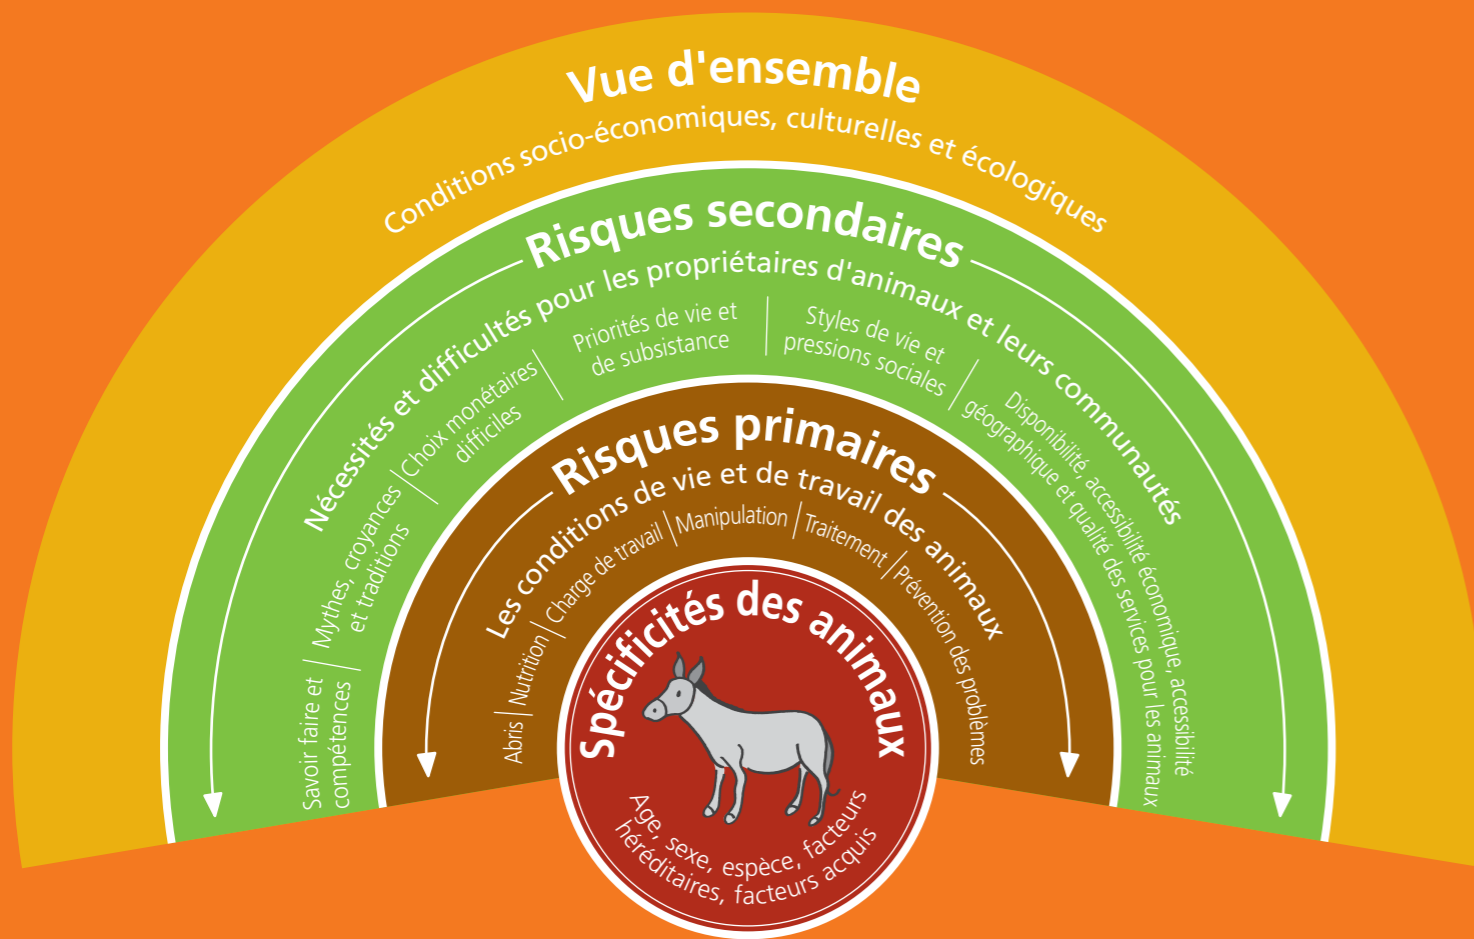 Vue d'ensemble
Conditions socio-économiques, culturelles et écologiques
Risques secondaires
Nécessités et difficultés pour les propriétaires d'animaux et leurs communautés
Savoir faire et
compétences
Mythes, croyances
et traditions
Choix monétaires
difficiles
Priorités de vie et
de subsistance
Styles de vie et
pressions sociales
Disponibilité, accessibilité économique, accessibilité
géographique et qualité des services pour les animaux
Risques primaires
Les conditions de vie et de travail des animaux
Abris
Nutrition
Charge de travail
Manipulation
Traitement
Prévention des problèmes
Spécificités des animaux
Age, sexe, espèce, facteurs
héréditaires, facteurs acquis